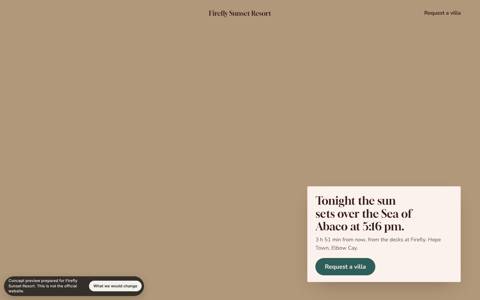 Firefly Sunset Resort
Request a villa
Tonight the sun
sets over the Sea of
Abaco at 5:16 pm.
3 h 51 min from now, from the desks at Firefly, Hope
Town, Elbow Cay.
Request a villa
Concept preview prepared for Firefly
Sunset Resort. This is not the official
website.
What we would change